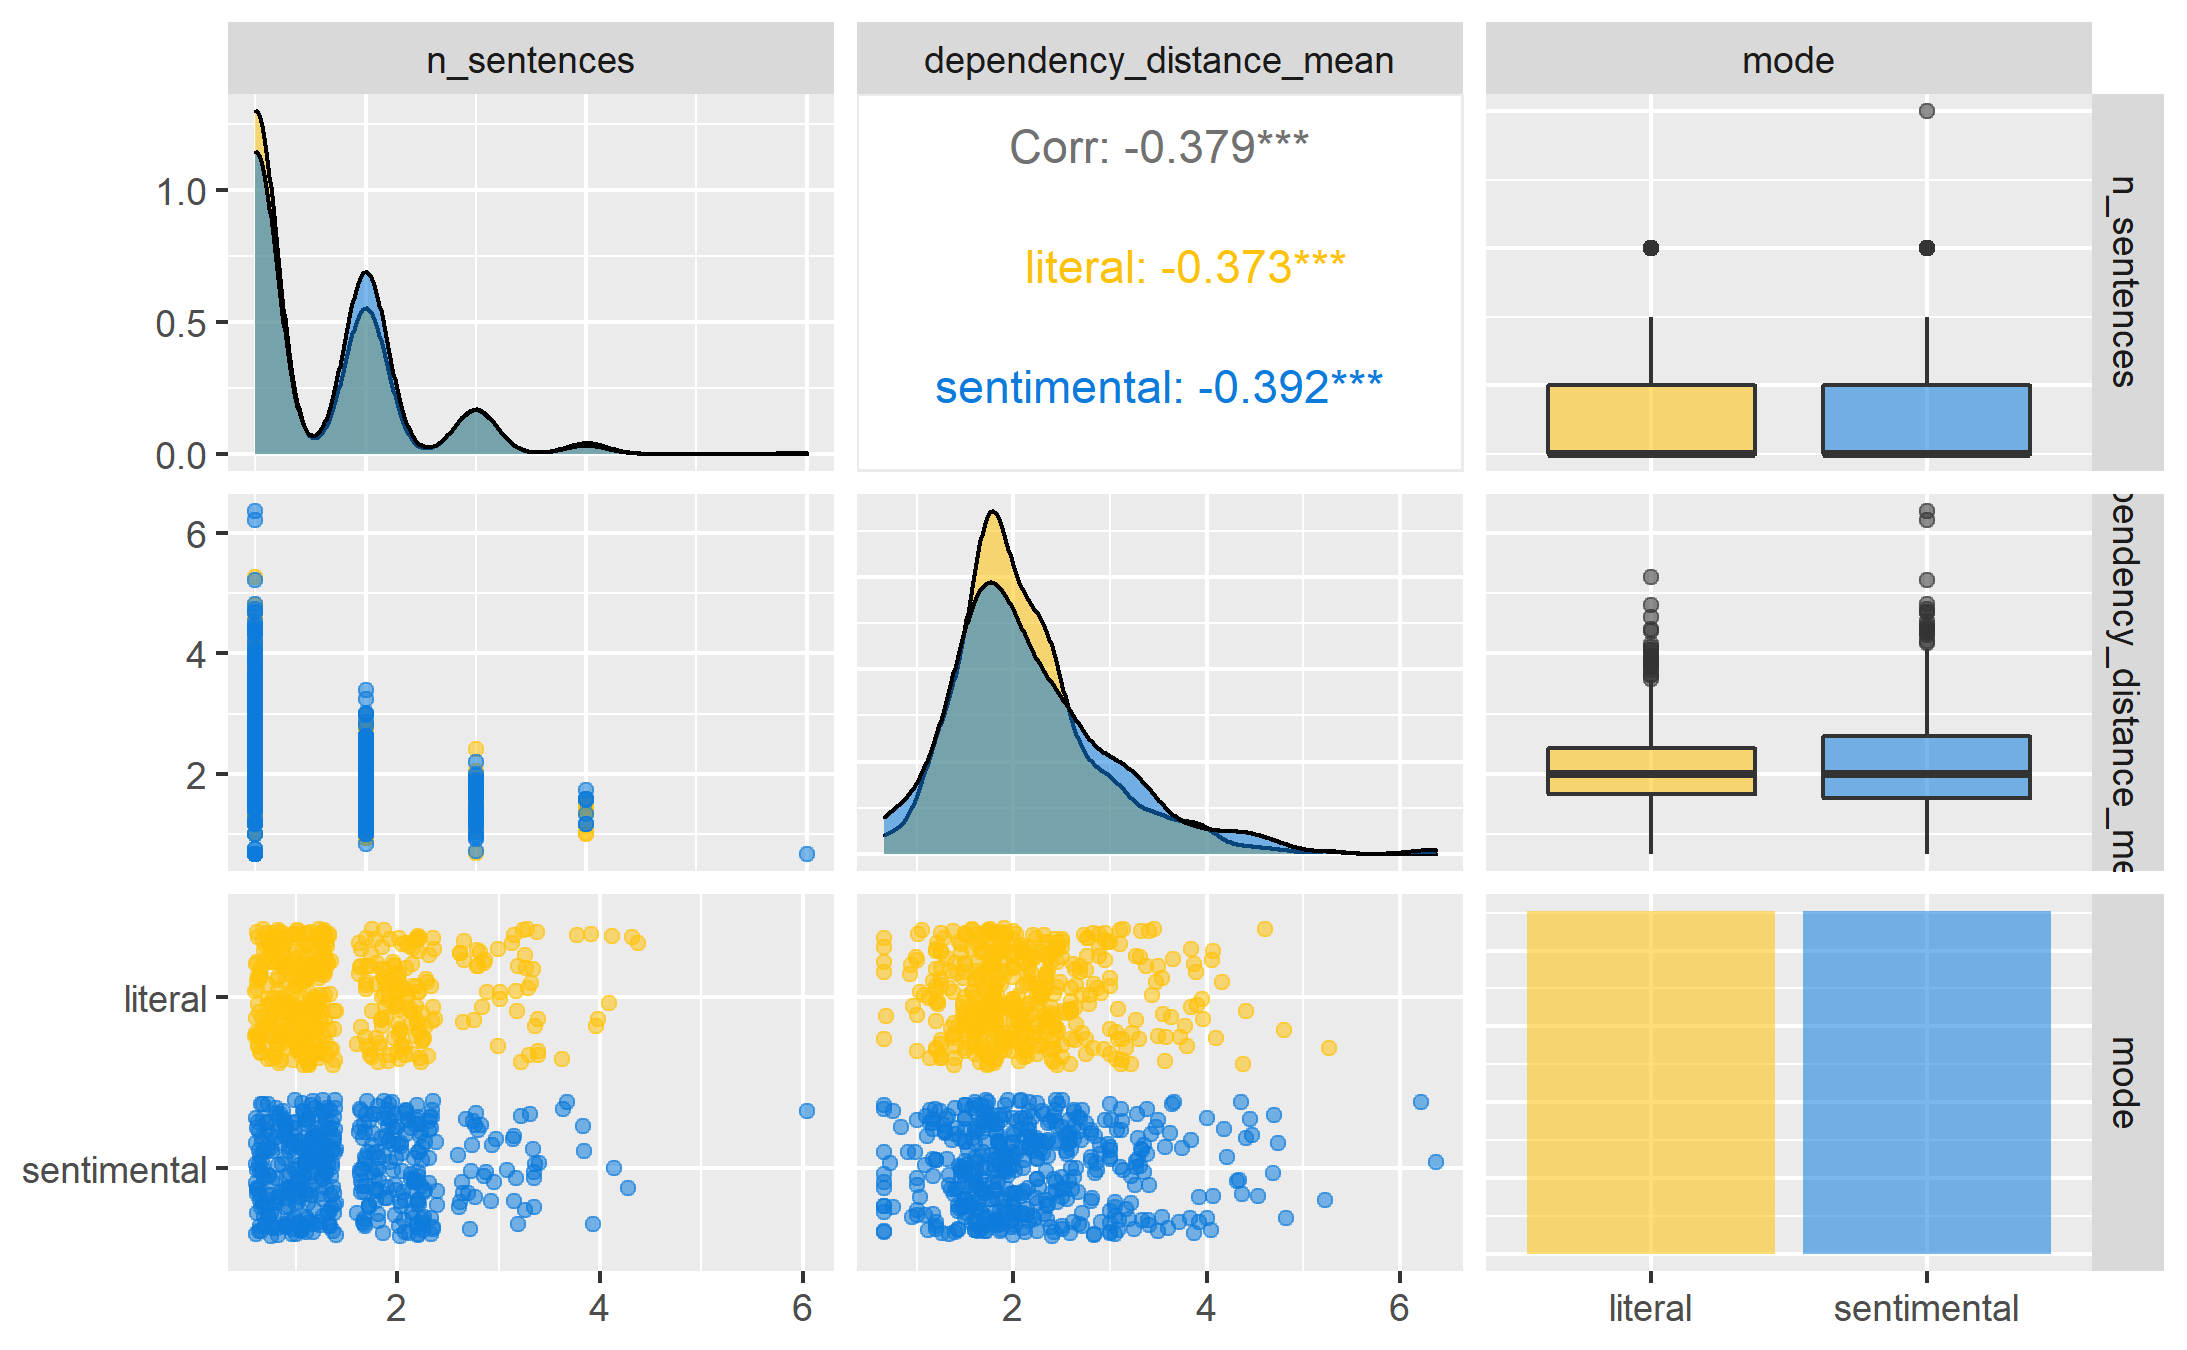 n_sentences dependency_distance_mean mode
1.0
0.5
0.0
Corr: -0.379***
literal: -0.373***
sentimental: -0.392***
n_sentences
6
4
2
pendency_distance_me
literal
sentimental
mode
2 4 6 2 4 6 literal sentimental